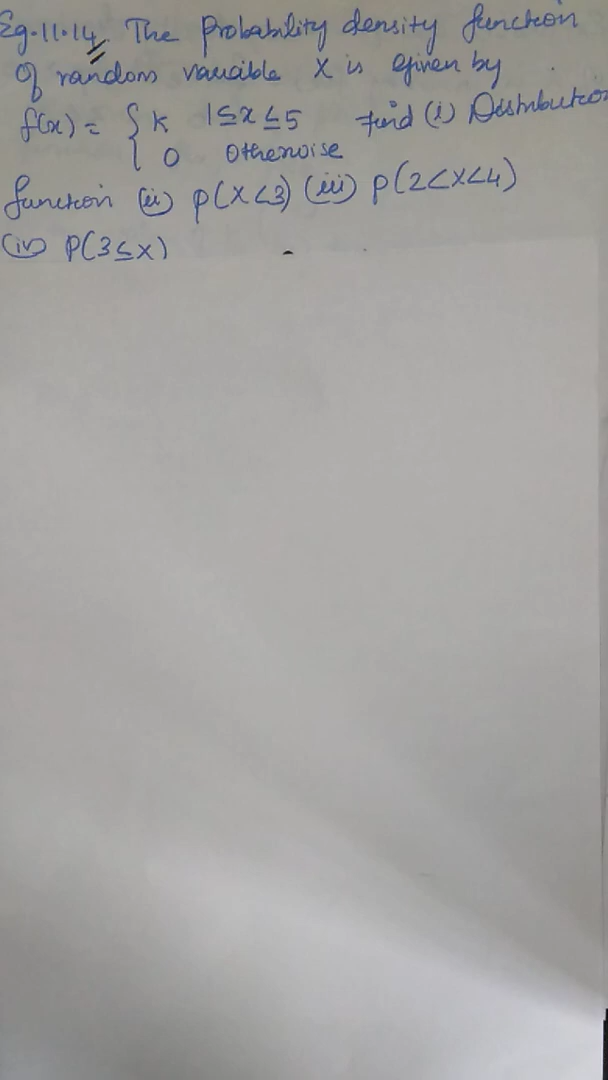 Eg.11.14, The Probability density function
Of random variable X is given by
f(x) = { K 1≤x≤5 find (i) Distribution
0 Otherwise
function (ii) P(X<3) (iii) P(2<X<4)
(iv) P(3≤X)